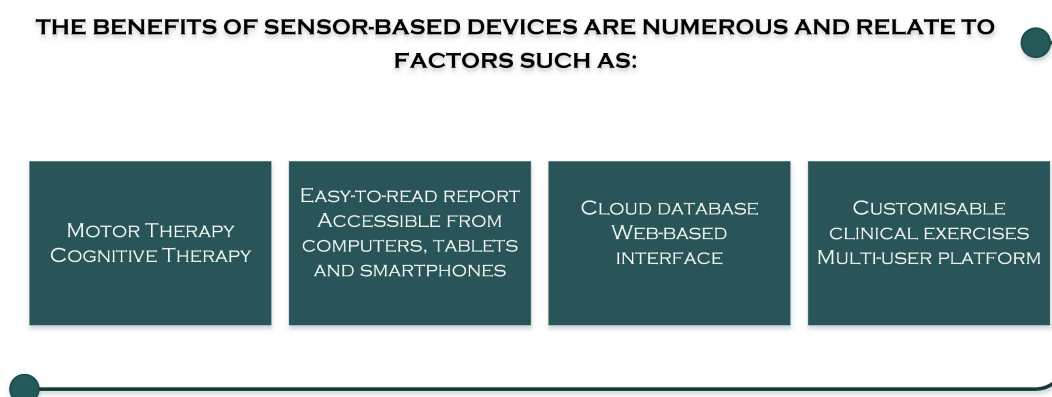 THE BENEFITS OF SENSOR-BASED DEVICES ARE NUMEROUS AND RELATE TO
FACTORS SUCH AS:
MOTOR THERAPY
COGNITIVE THERAPY
EASY-TO-READ REPORT
ACCESSIBLE FROM
COMPUTERS, TABLETS
AND SMARTPHONES
CLOUD DATABASE
WEB-BASED
INTERFACE
CUSTOMISABLE
CLINICAL EXERCISES
MULTI-USER PLATFORM